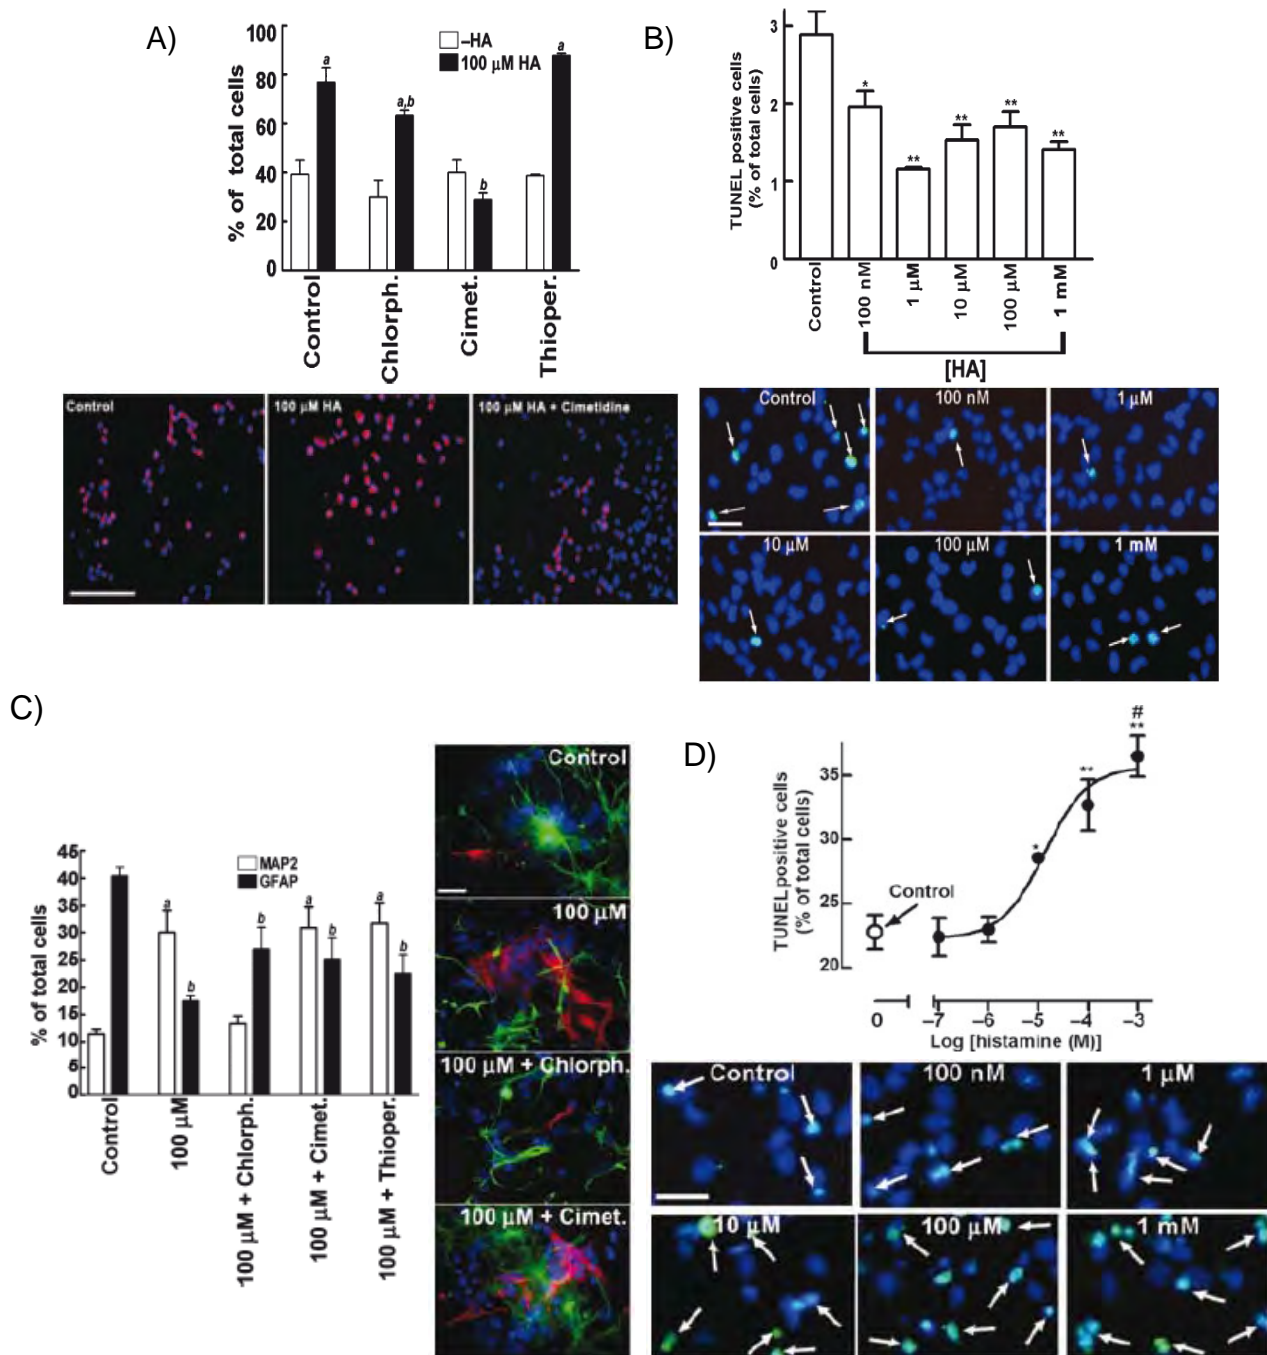 A)
% of total cells
100
80
60
40
20
0
–HA
100 µM HA
a
a,b
b
a
Control
Chlorph.
Cimet.
Thioper.
Control
100 µM HA
100 µM HA + Cimetidine
B)
TUNEL positive cells
(% of total cells)
3
2
1
0
*
**
**
**
**
Control
100 nM
1 µM
10 µM
100 µM
1 mM
[HA]
Control
100 nM
1 µM
10 µM
100 µM
1 mM
C)
% of total cells
45
40
35
30
25
20
15
10
5
0
MAP2
GFAP
a
b
b
a
b
a
b
Control
100 µM
100 µM + Chlorph.
100 µM + Cimet.
100 µM + Thioper.
Control
100 µM
100 µM + Chlorph.
100 µM + Cimet.
D)
TUNEL positive cells
(% of total cells)
35
30
25
20
Control
*
**
#
**
0
–7
–6
–5
–4
–3
Log [histamine (M)]
Control
100 nM
1 µM
10 µM
100 µM
1 mM